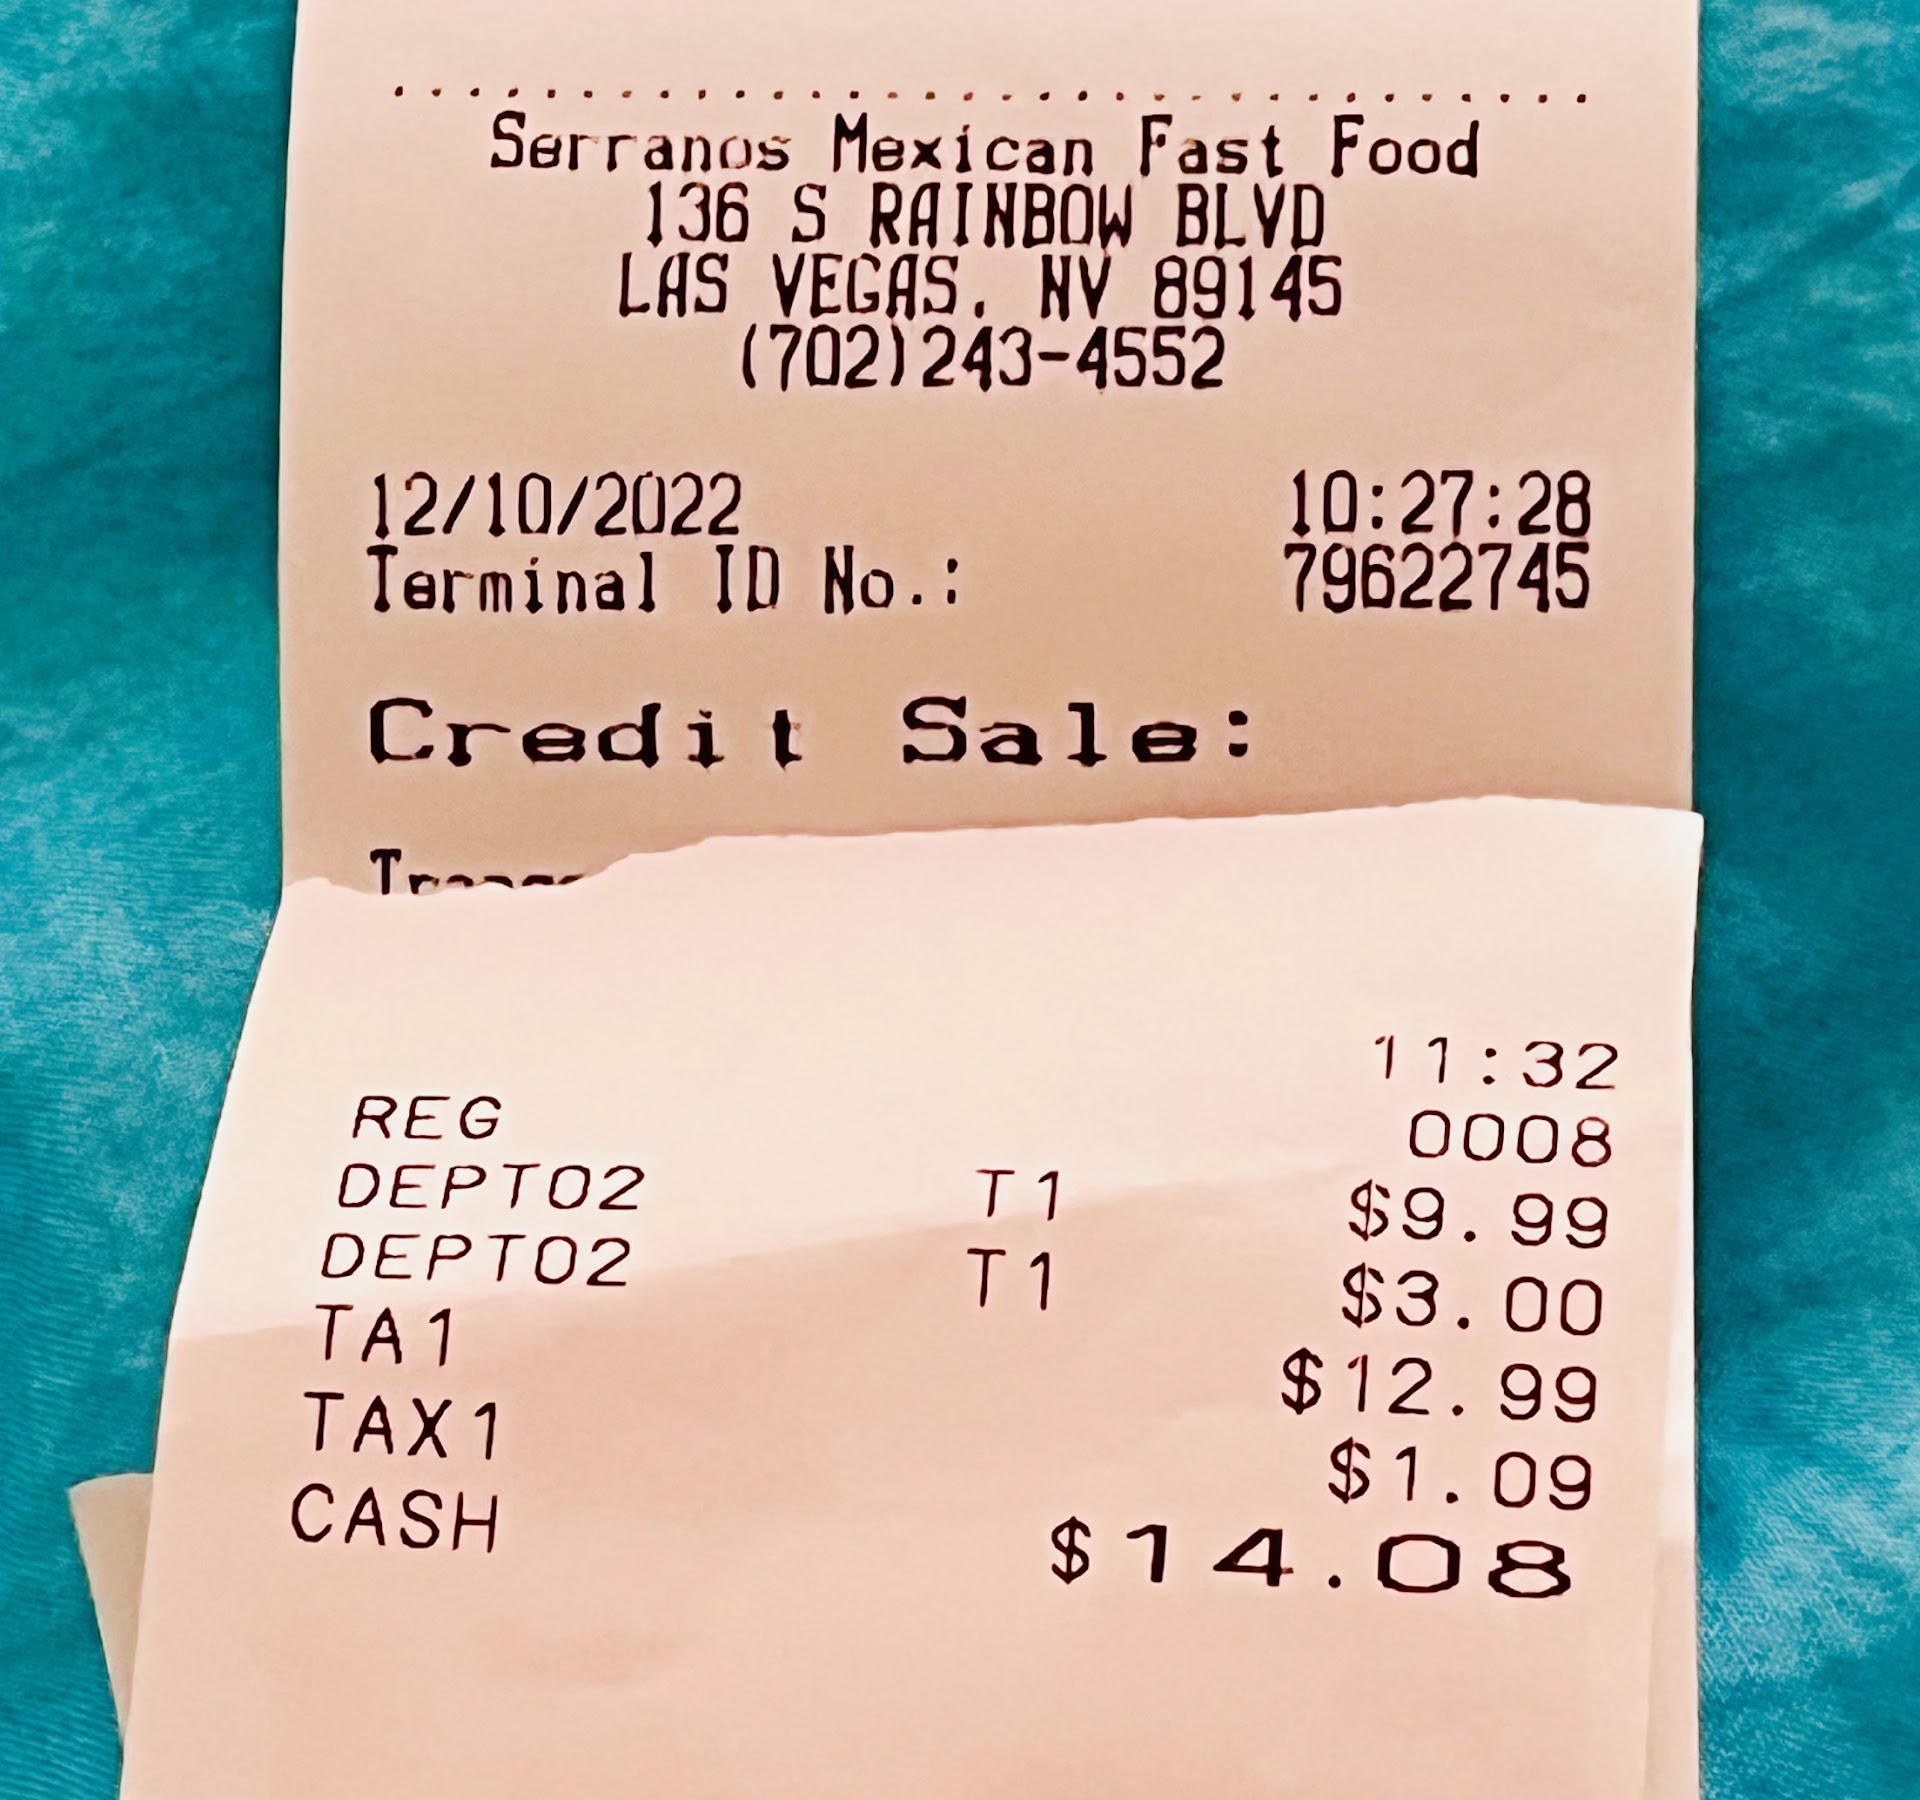 Serranos Mexican Fast Food
136 S RAINBOW BLVD
LAS VEGAS, NV 89145
(702)243-4552
12/10/2022 10:27:28
Terminal ID No.: 79622745
Credit Sale:
11:32
REG 0008
DEPT02 T1 $9.99
DEPT02 T1 $3.00
TA1 $12.99
TAX1 $1.09
CASH $14.08